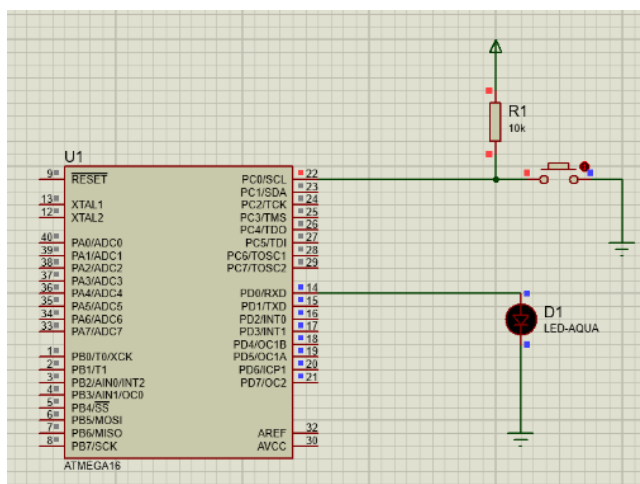 R1
10k
U1
9 RESET PC0/SCL 22
PC1/SDA 23
13 XTAL1 PC2/TCK 24
12 XTAL2 PC3/TMS 25
PC4/TDO 26
40 PA0/ADC0 PC5/TDI 27
39 PA1/ADC1 PC6/TOSC1 28
38 PA2/ADC2 PC7/TOSC2 29
37 PA3/ADC3
36 PA4/ADC4 PD0/RXD 14
35 PA5/ADC5 PD1/TXD 15
34 PA6/ADC6 PD2/INT0 16
33 PA7/ADC7 PD3/INT1 17
PD4/OC1B 18
1 PB0/T0/XCK PD5/OC1A 19
2 PB1/T1 PD6/ICP1 20
3 PB2/AIN0/INT2 PD7/OC2 21
4 PB3/AIN1/OC0
5 PB4/SS
6 PB5/MOSI
7 PB6/MISO AREF 32
8 PB7/SCK AVCC 30
ATMEGA16
D1
LED-AQUA